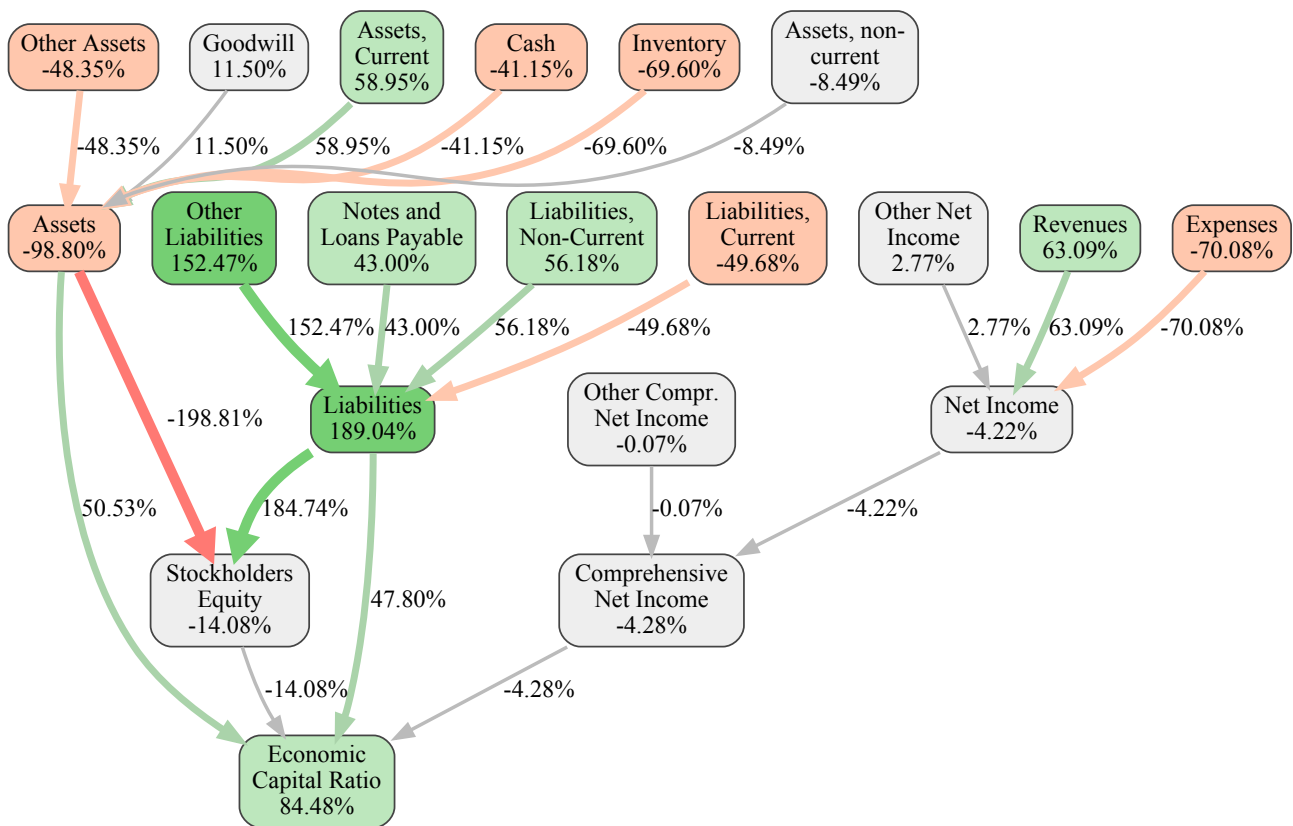 Other Assets
-48.35%
Goodwill
11.50%
Assets,
Current
58.95%
Cash
-41.15%
Inventory
-69.60%
Assets, non-
current
-8.49%
-48.35%
11.50%
58.95%
-41.15%
-69.60%
-8.49%
Assets
-98.80%
Other
Liabilities
152.47%
Notes and
Loans Payable
43.00%
Liabilities,
Non-Current
56.18%
Liabilities,
Current
-49.68%
Other Net
Income
2.77%
Revenues
63.09%
Expenses
-70.08%
152.47%
43.00%
56.18%
-49.68%
2.77%
63.09%
-70.08%
Liabilities
189.04%
Other Compr.
Net Income
-0.07%
Net Income
-4.22%
-198.81%
50.53%
184.74%
-0.07%
-4.22%
Stockholders
Equity
-14.08%
47.80%
Comprehensive
Net Income
-4.28%
-14.08%
-4.28%
Economic
Capital Ratio
84.48%